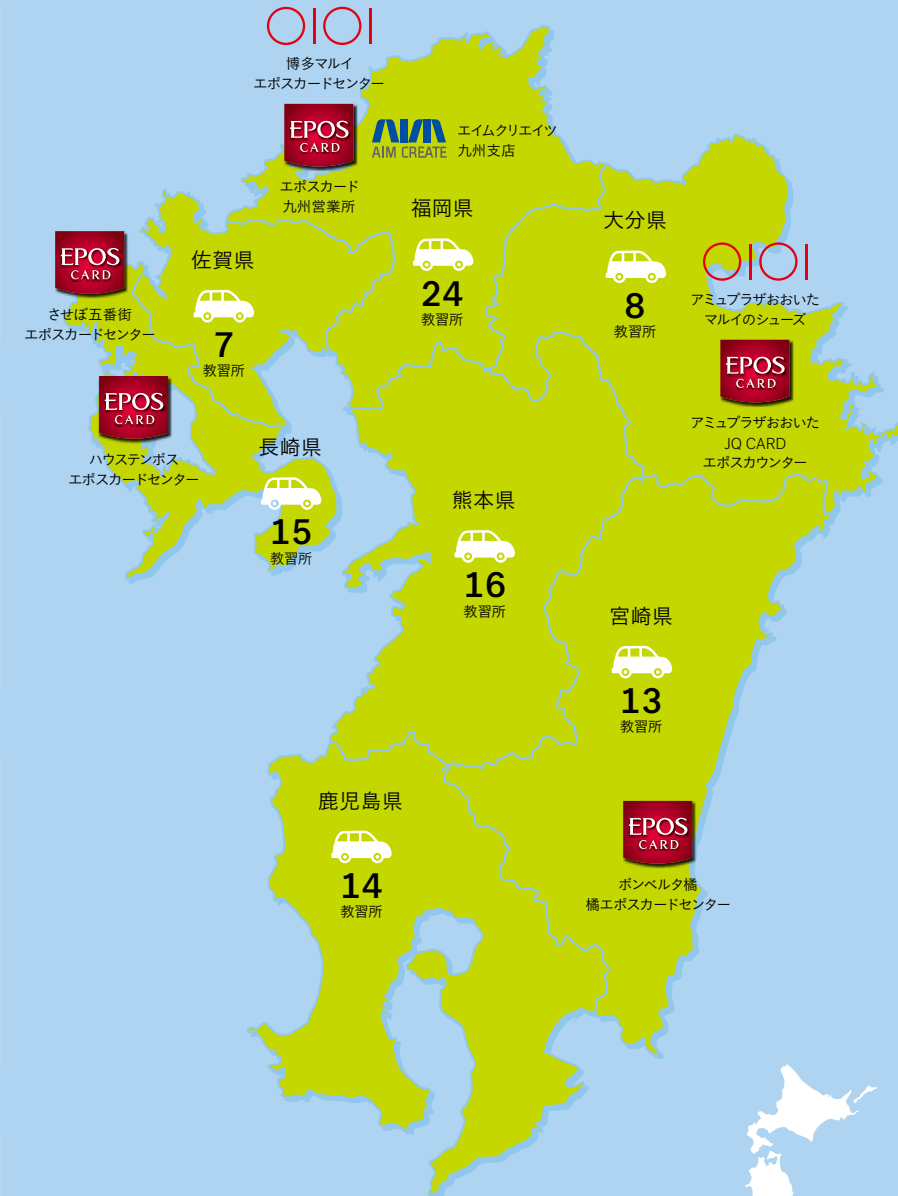 OIOI
博多マルイ
エポスカードセンター
EPOS
CARD
エポスカード
九州営業所
AIM
AIM CREATE
エイムクリエイツ
九州支店
福岡県
24
教習所
大分県
8
教習所
OIOI
アミュプラザおおいた
マルイのシューズ
EPOS
CARD
アミュプラザおおいた
JQ CARD
エポスカウンター
佐賀県
7
教習所
EPOS
CARD
させぼ五番街
エポスカードセンター
EPOS
CARD
ハウステンボス
エポスカードセンター
長崎県
15
教習所
熊本県
16
教習所
宮崎県
13
教習所
EPOS
CARD
ボンベルタ橘
橘エポスカードセンター
鹿児島県
14
教習所